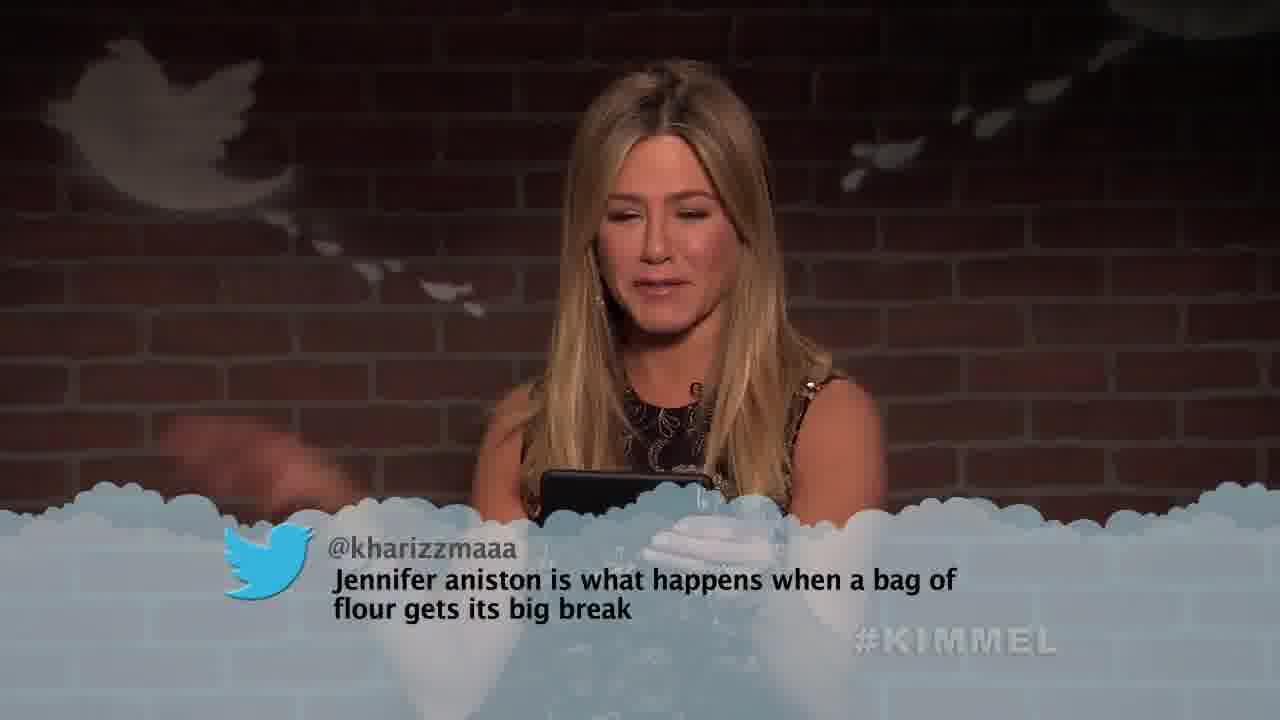 @kharizzmaaa
Jennifer aniston is what happens when a bag of
flour gets its big break
#KIMMEL